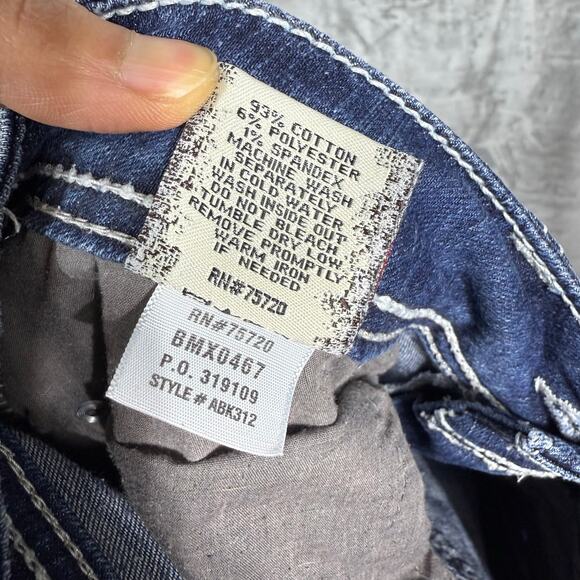 93% COTTON
6% POLYESTER
1% SPANDEX
MACHINE WASH
SEPARATELY
IN COLD WATER
WASH INSIDE OUT
DO NOT BLEACH
TUMBLE DRY LOW
REMOVE PROMPTLY
WARM IRON
IF NEEDED
RN#75720
RN#75720
BMX0467
P.O. 319109
STYLE # ABK312